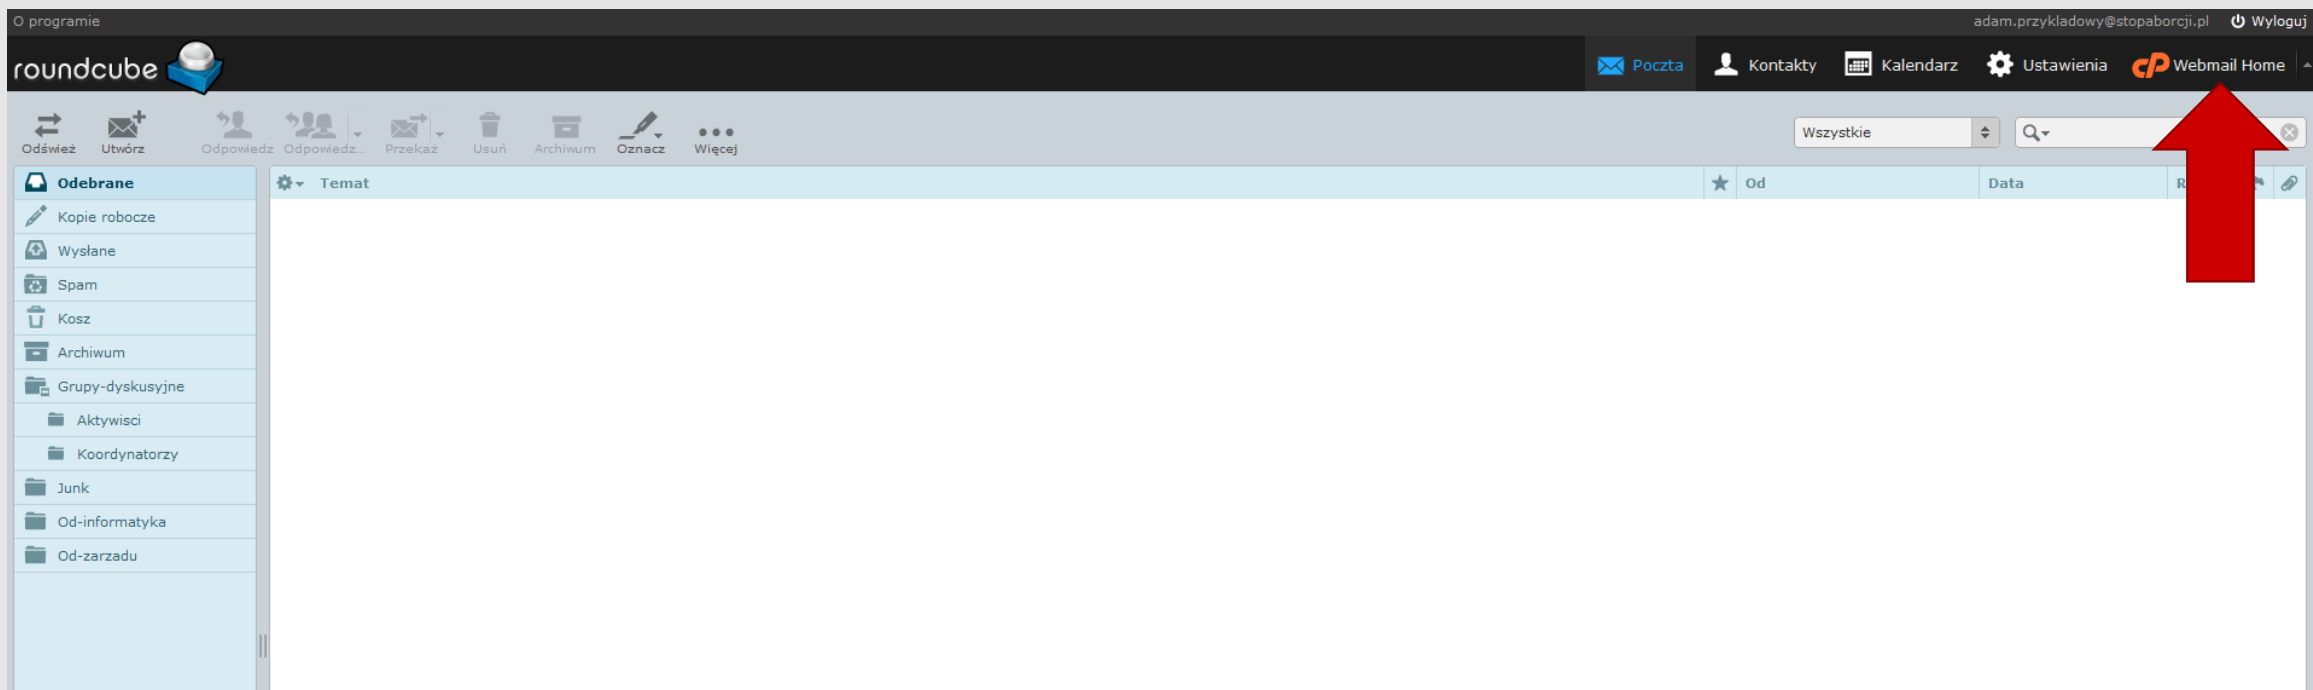 O programie
adam.przykladowy@stopaborcji.pl Wyloguj
roundcube
Poczta Kontakty Kalendarz Ustawienia cP Webmail Home
Odśwież Utwórz Odpowiedz Odpowiedz... Przekaż Usuń Archiwum Oznacz Więcej
Wszystkie
Temat Od Data
Odebrane
Kopie robocze
Wysłane
Spam
Kosz
Archiwum
Grupy-dyskusyjne
Aktywisci
Koordynatorzy
Junk
Od-informatyka
Od-zarzadu